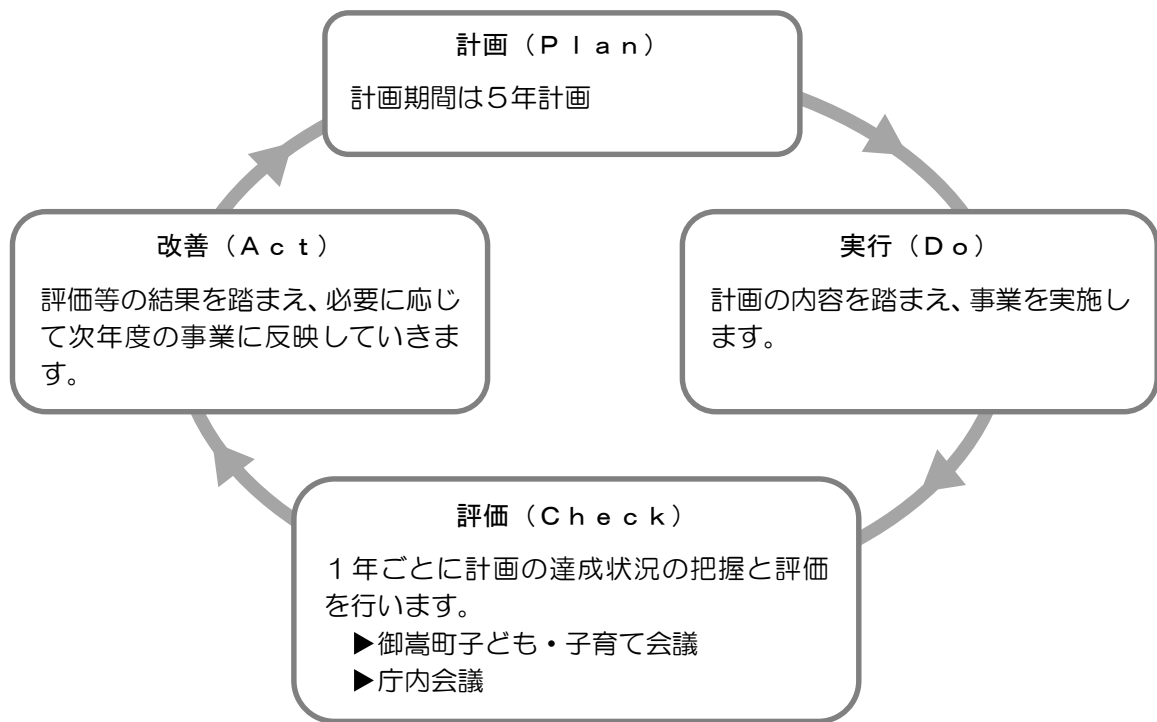 計画（Ｐｌａｎ）
計画期間は５年計画
改善（Ａｃｔ）
評価等の結果を踏まえ、必要に応じ
て次年度の事業に反映していきま
す。
実行（Ｄｏ）
計画の内容を踏まえ、事業を実施し
ます。
評価（Ｃｈｅｃｋ）
１年ごとに計画の達成状況の把握と評価
を行います。
▶御嵩町子ども・子育て会議
▶庁内会議